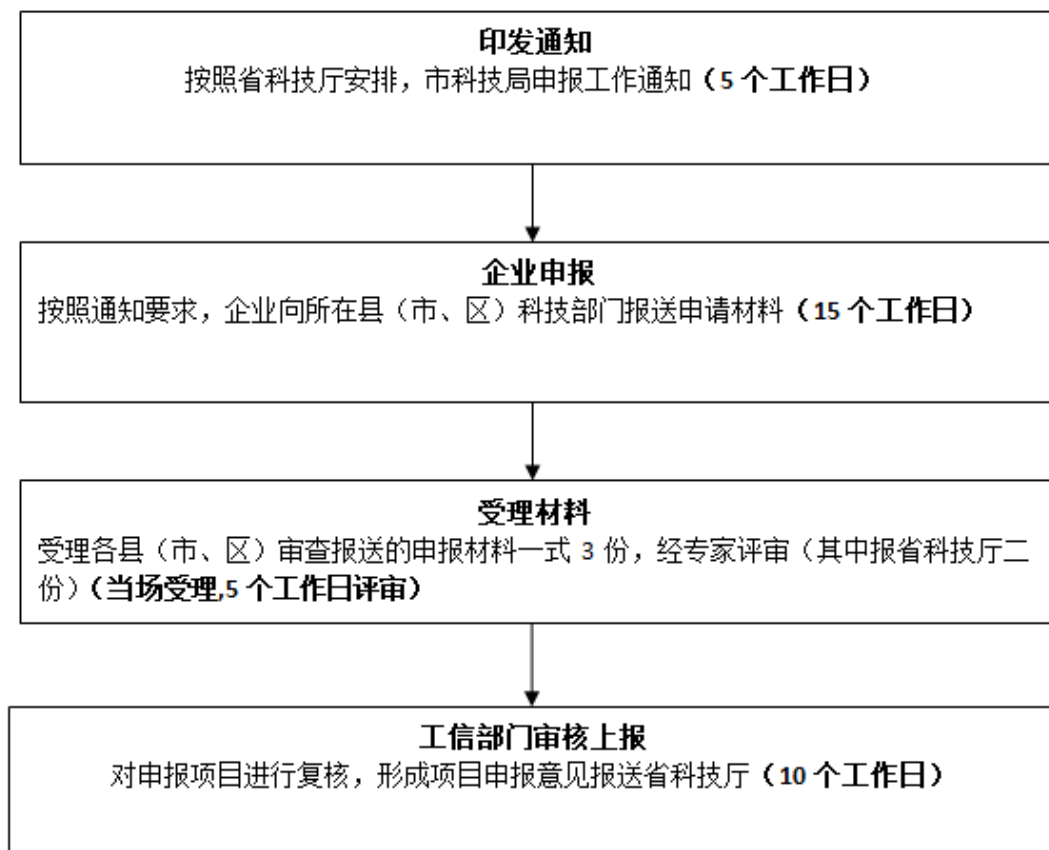 印发通知
按照省科技厅安排，市科技局申报工作通知（5 个工作日）
企业申报
按照通知要求，企业向所在县（市、区）科技部门报送申请材料（15 个工作日）
受理材料
受理各县（市、区）审查报送的申报材料一式 3 份，经专家评审（其中报省科技厅二
份）（当场受理,5 个工作日评审）
工信部门审核上报
对申报项目进行复核，形成项目申报意见报送省科技厅（10 个工作日）